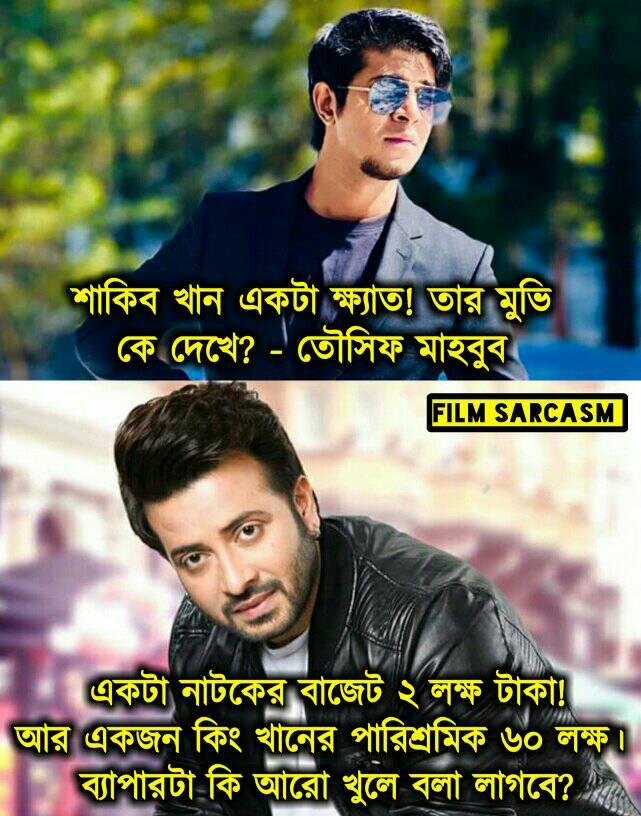 শাকিব খান একটা ক্ষ্যাত! তার মুভি
কে দেখে? - তৌসিফ মাহবুব
FILM SARCASM
একটা নাটকের বাজেট ২ লক্ষ টাকা!
আর একজন কিং খানের পারিশ্রমিক ৬০ লক্ষ।
ব্যাপারটা কি আরো খুলে বলা লাগবে?